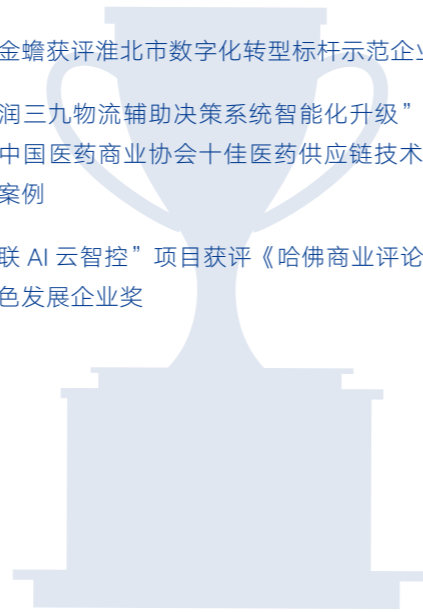 金蟾获评淮北市数字化转型标杆示范企业
润三九物流辅助决策系统智能化升级”
中国医药商业协会十佳医药供应链技术
案例
联 AI 云智控”项目获评《哈佛商业评论
色发展企业奖